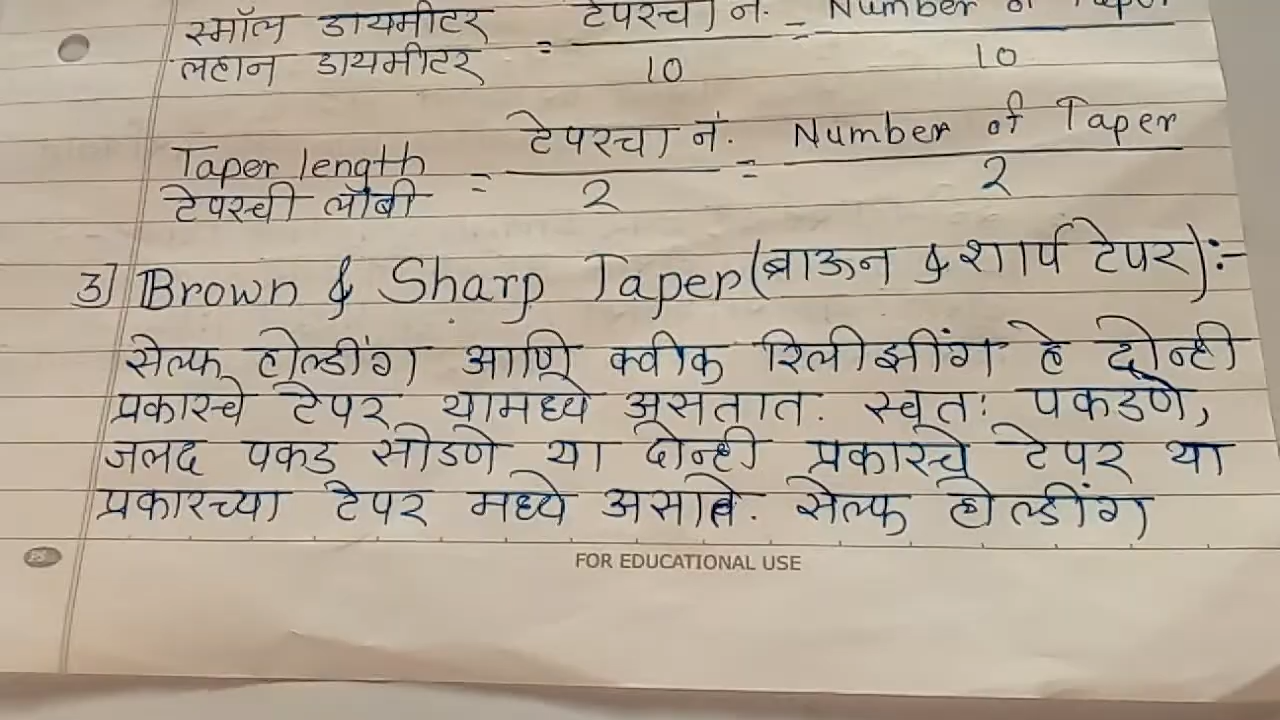 स्मॉल डायमीटर = टेपरचा नं. = Number of Taper
लहान डायमीटर 10 10
Taper length = टेपरचा नं. = Number of Taper
टेपरची लांबी 2 2
3] Brown & Sharp Taper (ब्राऊन & शार्प टेपर):-
सेल्फ होल्डींग आणि क्वीक रिलीझींग हे दोन्ही
प्रकारचे टेपर यामध्ये असतात. स्वतः पकडणे,
जलद पकड सोडणे या दोन्ही प्रकारचे टेपर या
प्रकारच्या टेपर मध्ये असते. सेल्फ होल्डींग
FOR EDUCATIONAL USE